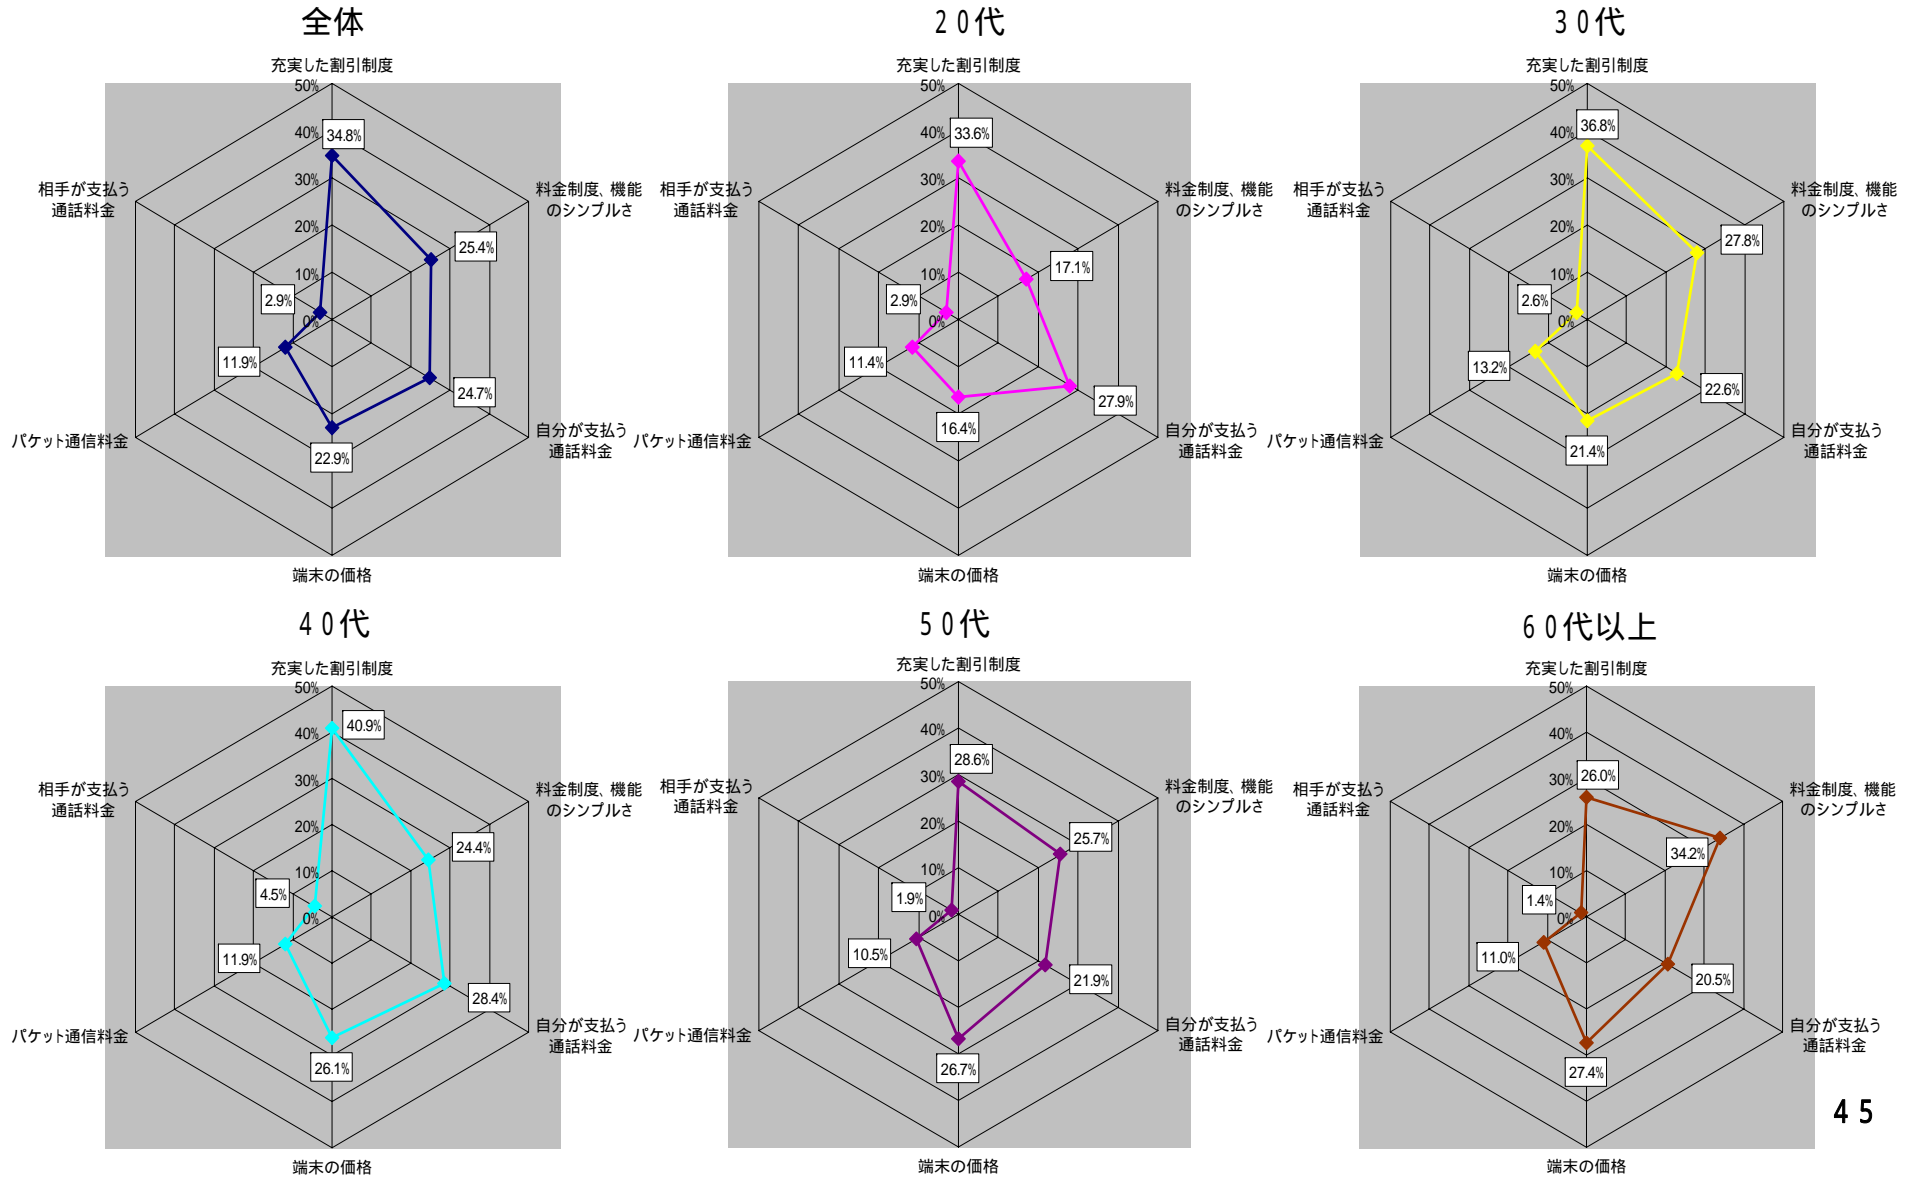 全体
充実した割引制度
50%
40%
30%
20%
10%
0%
34.8%
料金制度、機能
のシンプルさ
25.4%
自分が支払う
通話料金
24.7%
端末の価格
22.9%
パケット通信料金
11.9%
相手が支払う
通話料金
2.9%
20代
充実した割引制度
50%
40%
30%
20%
10%
0%
33.6%
料金制度、機能
のシンプルさ
17.1%
自分が支払う
通話料金
27.9%
端末の価格
16.4%
パケット通信料金
11.4%
相手が支払う
通話料金
2.9%
30代
充実した割引制度
50%
40%
30%
20%
10%
0%
36.8%
料金制度、機能
のシンプルさ
27.8%
自分が支払う
通話料金
22.6%
端末の価格
21.4%
パケット通信料金
13.2%
相手が支払う
通話料金
2.6%
40代
充実した割引制度
50%
40%
30%
20%
10%
0%
40.9%
料金制度、機能
のシンプルさ
24.4%
自分が支払う
通話料金
28.4%
端末の価格
26.1%
パケット通信料金
11.9%
相手が支払う
通話料金
4.5%
50代
充実した割引制度
50%
40%
30%
20%
10%
0%
28.6%
料金制度、機能
のシンプルさ
25.7%
自分が支払う
通話料金
21.9%
端末の価格
26.7%
パケット通信料金
10.5%
相手が支払う
通話料金
1.9%
60代以上
充実した割引制度
50%
40%
30%
20%
10%
0%
26.0%
料金制度、機能
のシンプルさ
34.2%
自分が支払う
通話料金
20.5%
端末の価格
27.4%
パケット通信料金
11.0%
相手が支払う
通話料金
1.4%
45